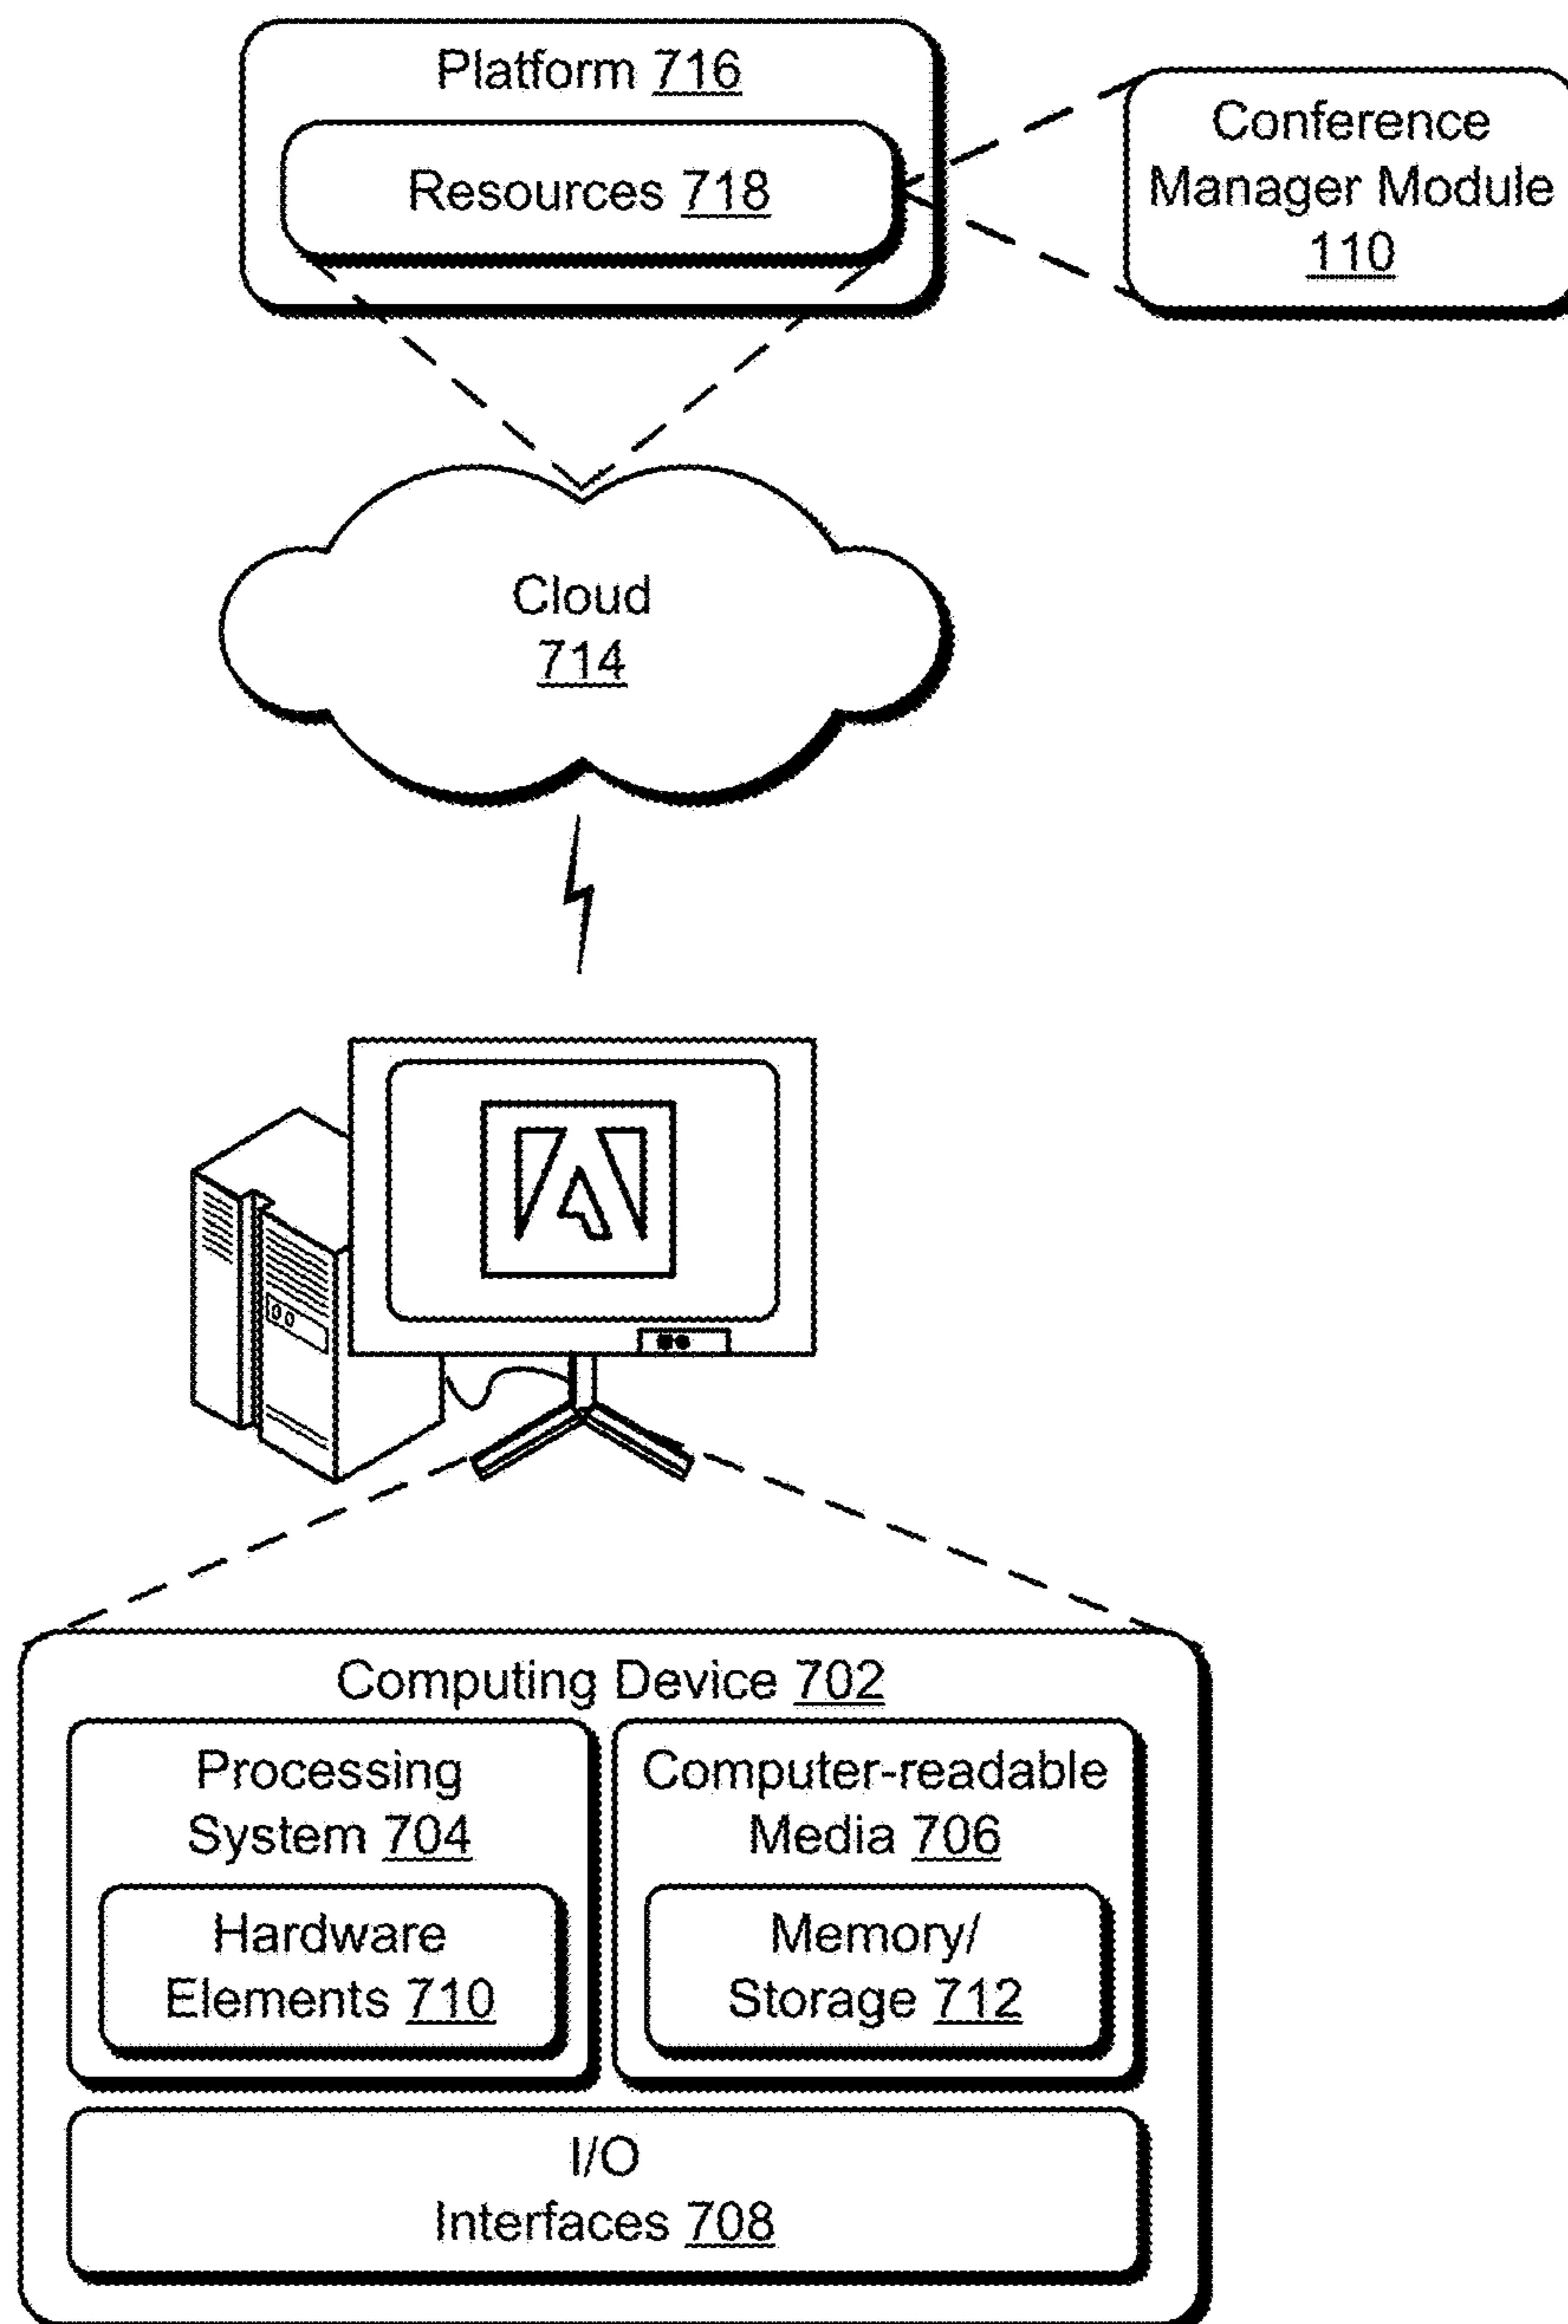 Platform 716
Resources 718
Conference
Manager Module
110
Cloud
714
Computing Device 702
Processing
System 704
Hardware
Elements 710
Computer-readable
Media 706
Memory/
Storage 712
I/O
Interfaces 708